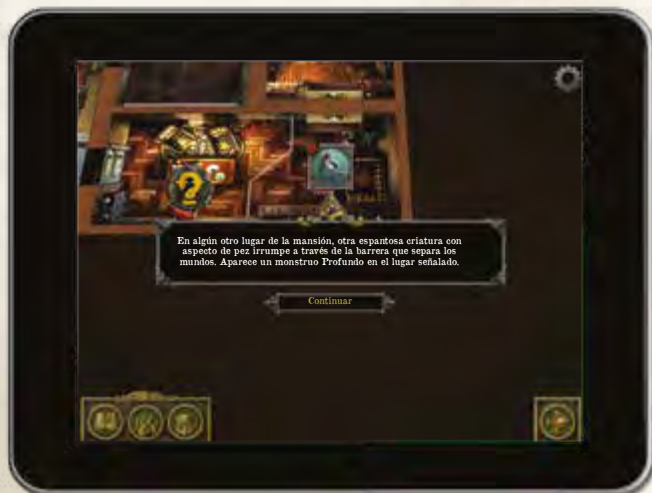 En algún otro lugar de la mansión, otra espantosa criatura con
aspecto de pez irrumpe a través de la barrera que separa los
mundos. Aparece un monstruo Profundo en el lugar señalado.
Continuar